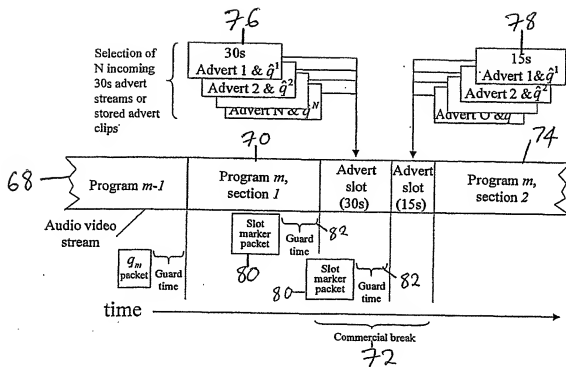 76
78
Selection of
N incoming
30s advert
streams or
stored advert
clips
30s
Advert 1 & q̂¹
Advert 2 & q̂²
Advert N & q̂ᴺ
15s
Advert 1 & q̂¹
Advert 2 & q̂²
Advert O & q
70
74
68
Program m-1
Program m,
section 1
Advert
slot
(30s)
Advert
slot
(15s)
Program m,
section 2
Audio video
stream
qₘ
packet
Guard
time
Slot
marker
packet
Guard
time
82
80
Slot
marker
packet
Guard
time
82
80
time
Commercial break
72